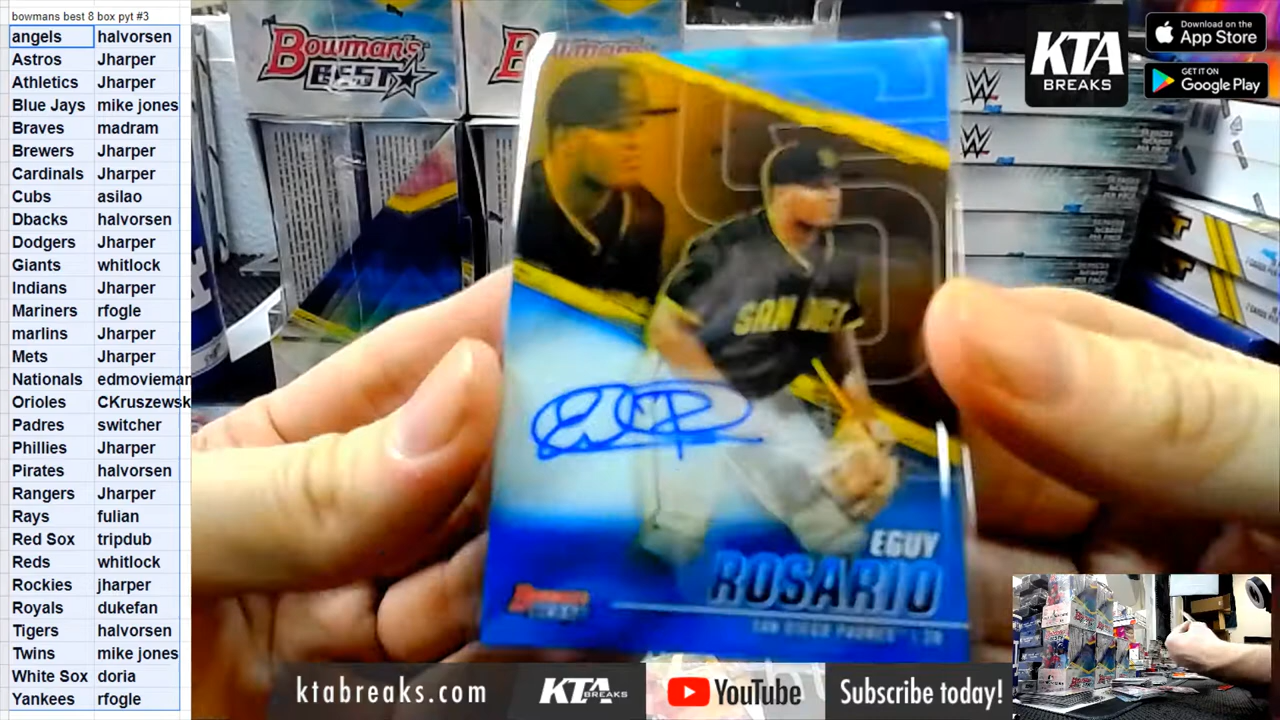 bowmans best 8 box pyt #3
angels halvorsen
Astros Jharper
Athletics Jharper
Blue Jays mike jones
Braves madram
Brewers Jharper
Cardinals Jharper
Cubs asilao
Dbacks halvorsen
Dodgers Jharper
Giants whitlock
Indians Jharper
Mariners rfogle
marlins Jharper
Mets Jharper
Nationals edmovieman
Orioles CKruszewsk
Padres switcher
Phillies Jharper
Pirates halvorsen
Rangers Jharper
Rays fulian
Red Sox tripdub
Reds whitlock
Rockies jharper
Royals dukefan
Tigers halvorsen
Twins mike jones
White Sox doria
Yankees rfogle
Bowman's
BEST
KTA
BREAKS
Download on the
App Store
GET IT ON
Google Play
W
W
SAN DIE
EGUY
ROSARIO
SAN DIEGO PADRES
ktabreaks.com
KTA BREAKS
YouTube
Subscribe today!